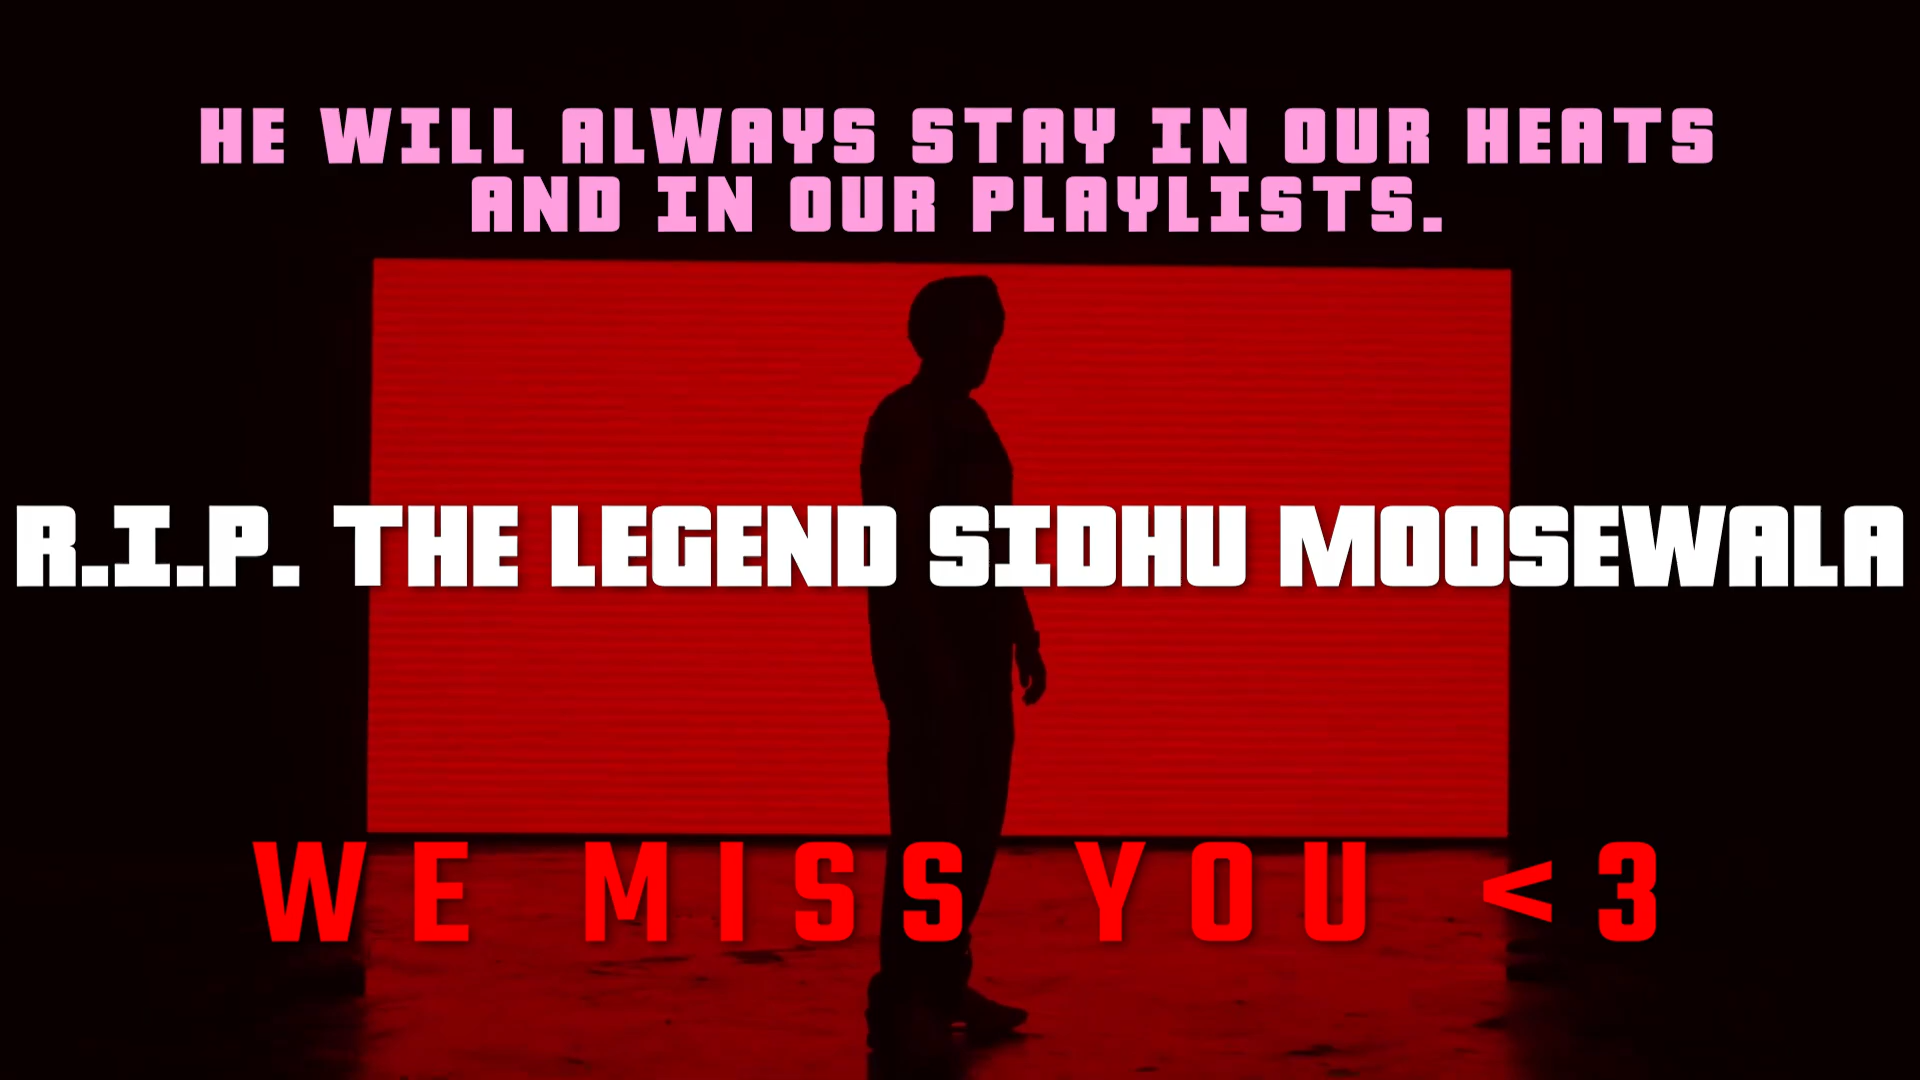 HE WILL ALWAYS STAY IN OUR HEATS
AND IN OUR PLAYLISTS.
R.I.P. THE LEGEND SIDHU MOOSEWALA
WE MISS YOU <3